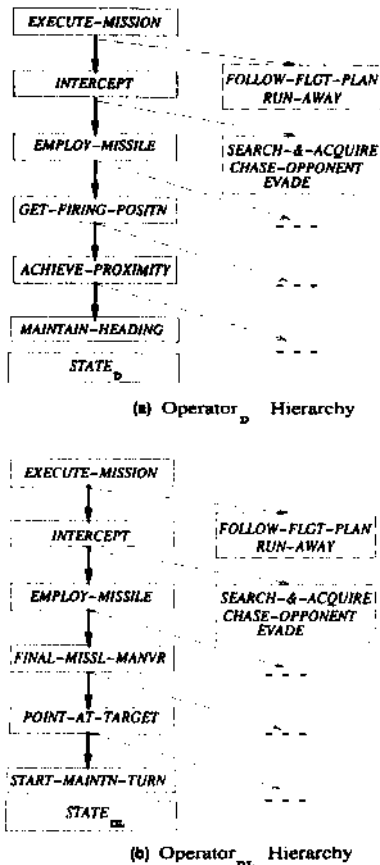 EXECUTE-MISSION
INTERCEPT
FOLLOW-FLGT-PLAN
RUN-AWAY
EMPLOY-MISSILE
SEARCH-&-ACQUIRE
CHASE-OPPONENT
EVADE
GET-FIRING-POSITN
ACHIEVE-PROXIMITY
MAINTAIN-HEADING
STATE D
(a) Operator D Hierarchy
EXECUTE-MISSION
INTERCEPT
FOLLOW-FLGT-PLAN
RUN-AWAY
EMPLOY-MISSILE
SEARCH-&-ACQUIRE
CHASE-OPPONENT
EVADE
FINAL-MISSL-MANVR
POINT-AT-TARGET
START-MAINTN-TURN
STATE
(b) Operator Hierarchy